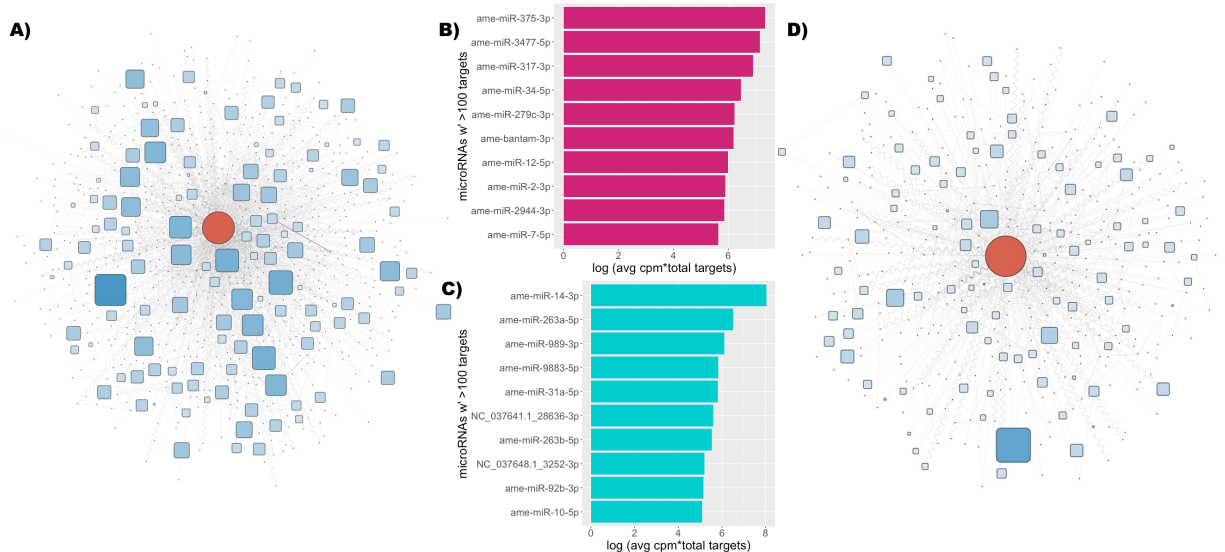 A)
B)
microRNAs w' >100 targets
ame-miR-375-3p
ame-miR-3477-5p
ame-miR-317-3p
ame-miR-34-5p
ame-miR-279c-3p
ame-bantam-3p
ame-miR-12-5p
ame-miR-2-3p
ame-miR-2944-3p
ame-miR-7-5p
0 2 4 6
log (avg cpm*total targets)
C)
microRNAs w' >100 targets
ame-miR-14-3p
ame-miR-263a-5p
ame-miR-989-3p
ame-miR-9883-5p
ame-miR-31a-5p
NC_037641.1_28636-3p
ame-miR-263b-5p
NC_037648.1_3252-3p
ame-miR-92b-3p
ame-miR-10-5p
0 2 4 6 8
log (avg cpm*total targets)
D)